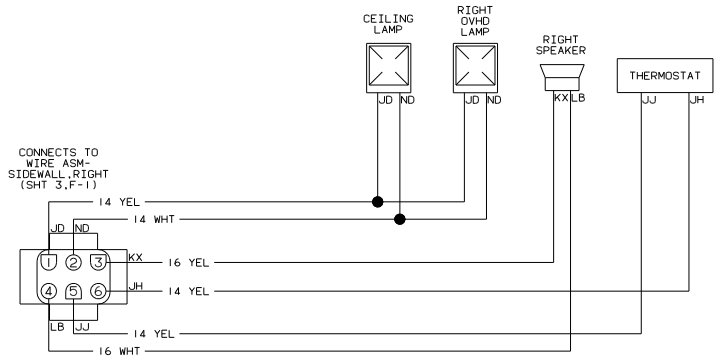 CEILING
LAMP
RIGHT
OVHD
LAMP
RIGHT
SPEAKER
THERMOSTAT
JD ND
JD ND
KX LB
JJ JH
CONNECTS TO
WIRE ASM-
SIDEWALL,RIGHT
(SHT 3,F-1)
14 YEL
14 WHT
JD ND
1 2 3
KX
16 YEL
4 5 6
JH
14 YEL
LB JJ
14 YEL
16 WHT